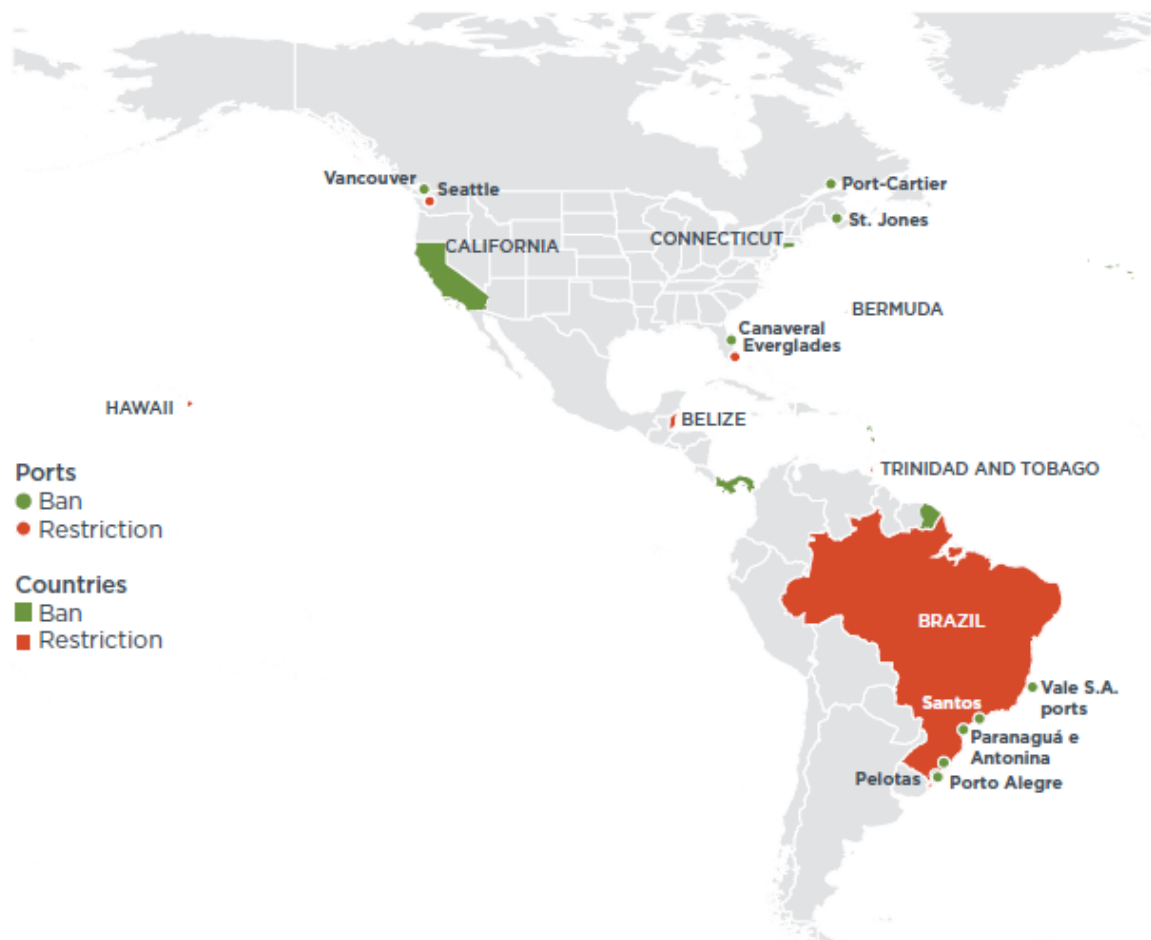 Vancouver
Seattle
Port-Cartier
St. Jones
CALIFORNIA
CONNECTICUT
BERMUDA
Canaveral
Everglades
HAWAII
BELIZE
TRINIDAD AND TOBAGO
Ports
Ban
Restriction
Countries
Ban
Restriction
BRAZIL
Vale S.A.
ports
Santos
Paranaguá e
Antonina
Pelotas
Porto Alegre